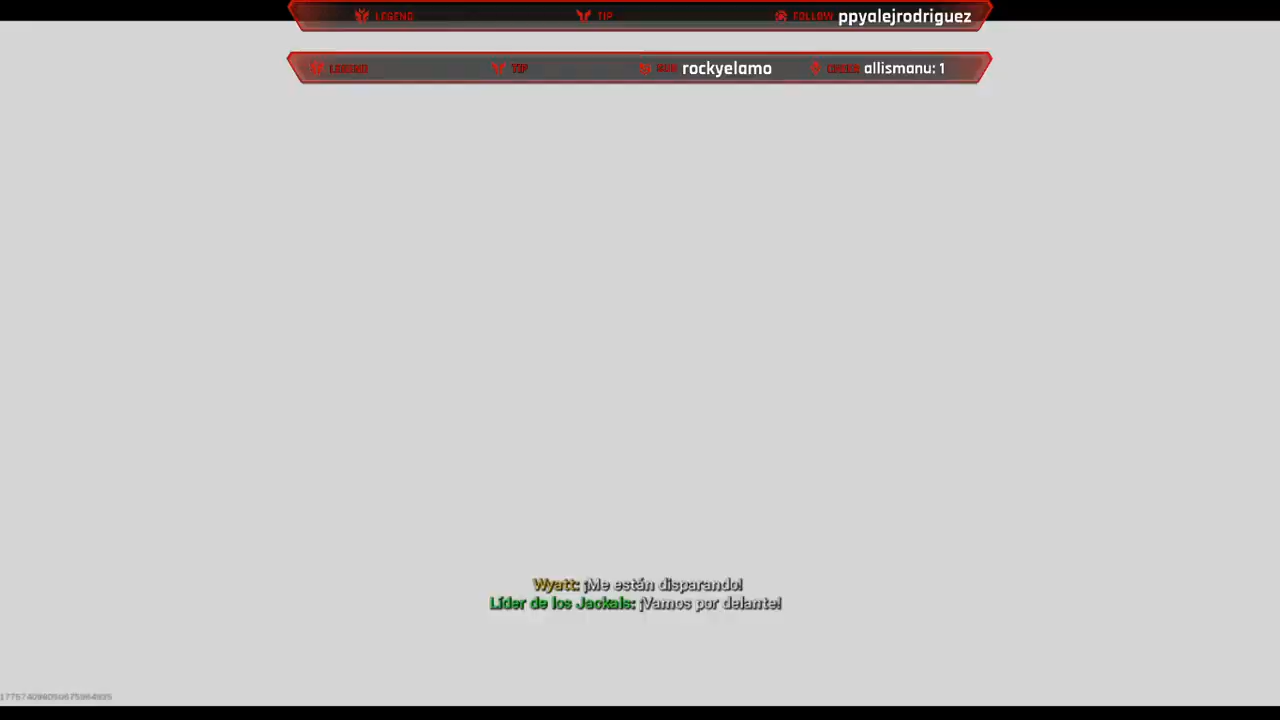 LEGEND TIP FOLLOW ppyalejrodriguez
LEGEND TIP rockyelamo allismanu: 1
Wyatt: ¡Me están disparando!
Líder de los Jackals: ¡Vamos por delante!